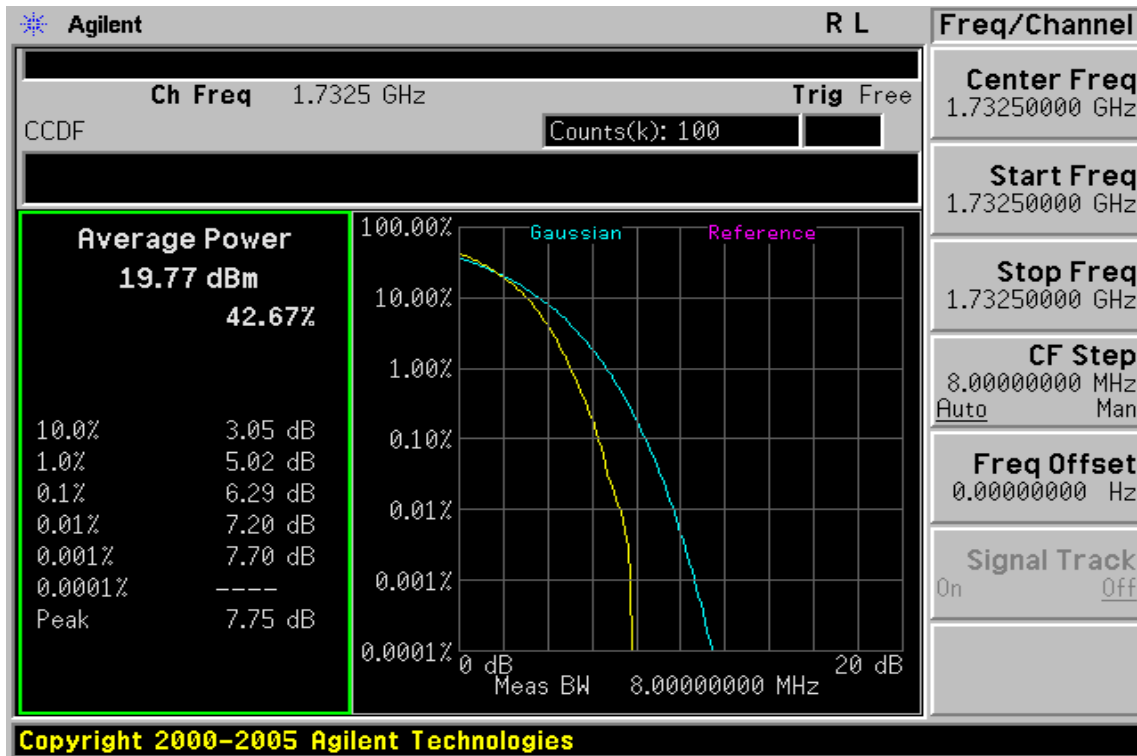 Agilent R L
Ch Freq 1.7325 GHz Trig Free
CCDF Counts(k): 100
Average Power
19.77 dBm
42.67%
10.0% 3.05 dB
1.0% 5.02 dB
0.1% 6.29 dB
0.01% 7.20 dB
0.001% 7.70 dB
0.0001% ----
Peak 7.75 dB
Gaussian Reference
100.00%
10.00%
1.00%
0.10%
0.01%
0.001%
0.0001%
0 dB 20 dB
Meas BW 8.00000000 MHz
Freq/Channel
Center Freq
1.73250000 GHz
Start Freq
1.73250000 GHz
Stop Freq
1.73250000 GHz
CF Step
8.00000000 MHz
Auto Man
Freq Offset
0.00000000 Hz
Signal Track
On Off
Copyright 2000-2005 Agilent Technologies